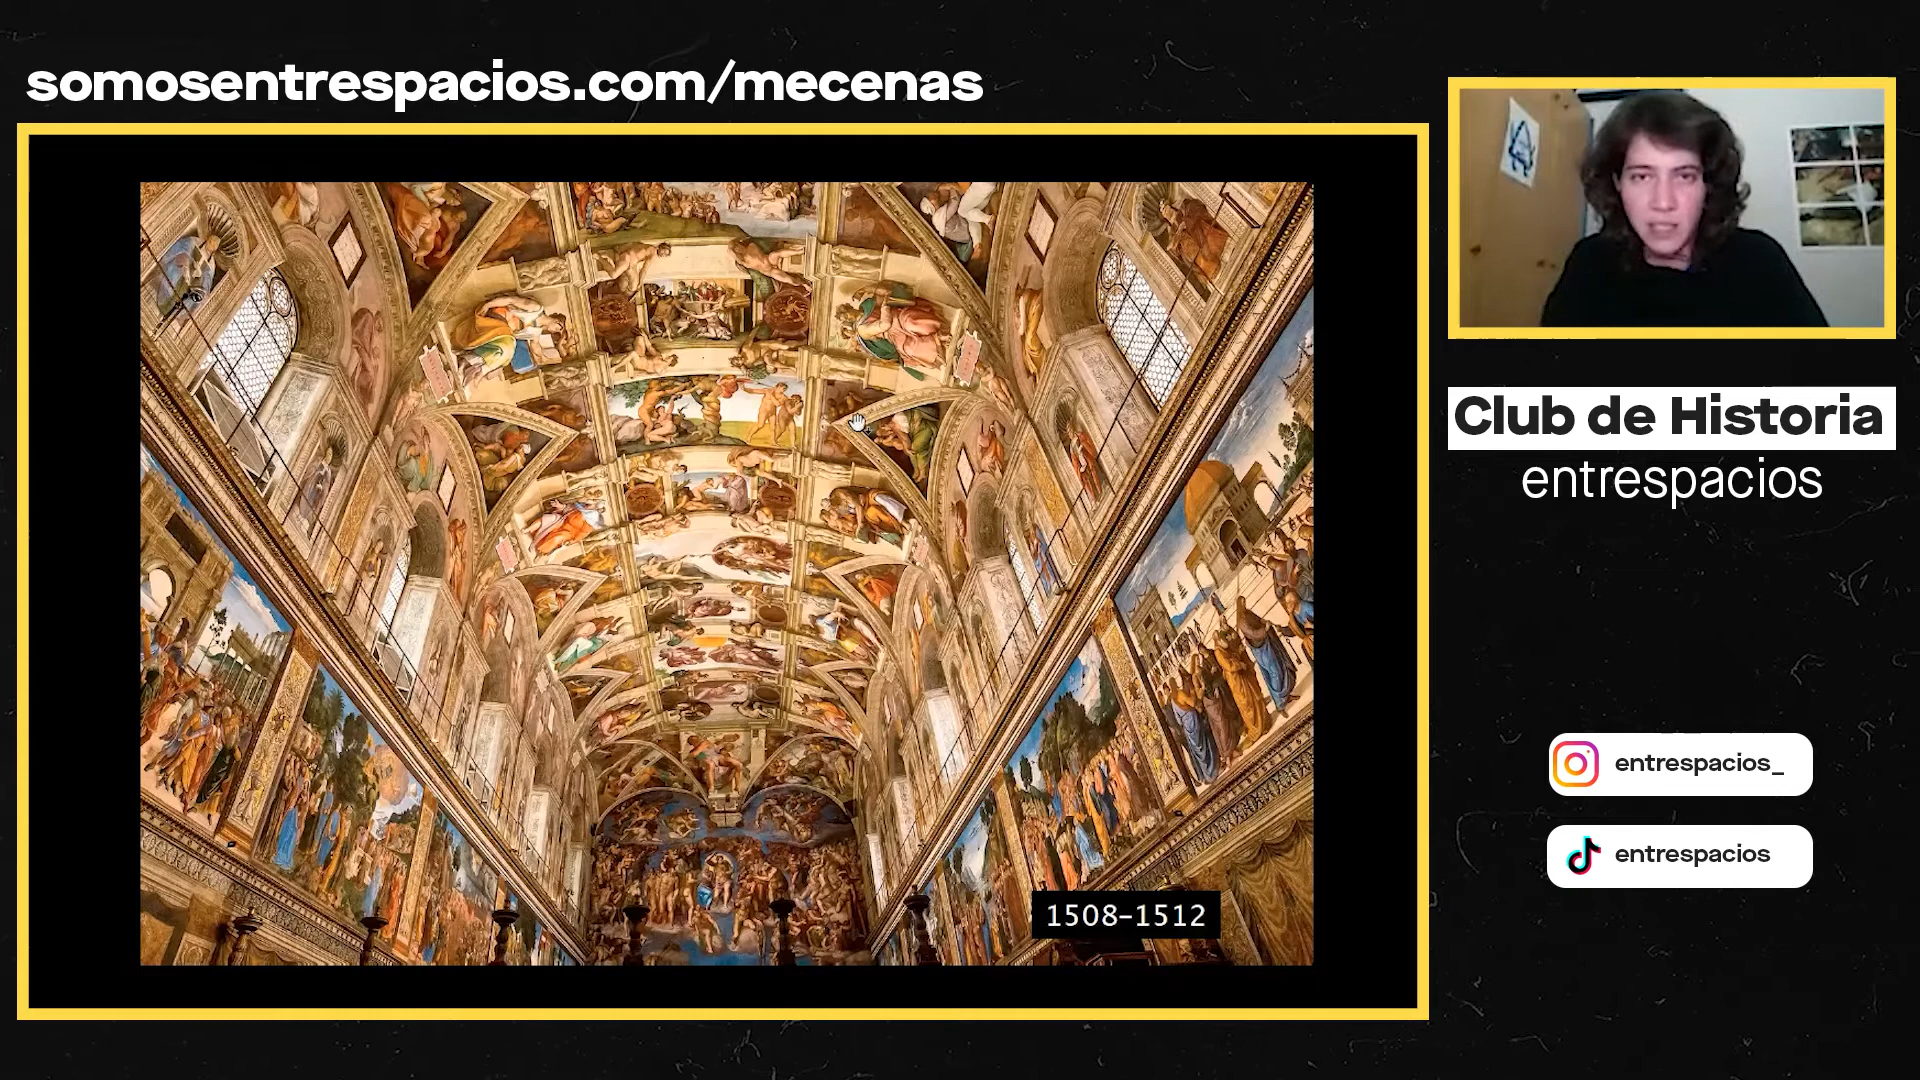 somosentrespacios.com/mecenas
Club de Historia
entrespacios
entrespacios_
entrespacios
1508–1512